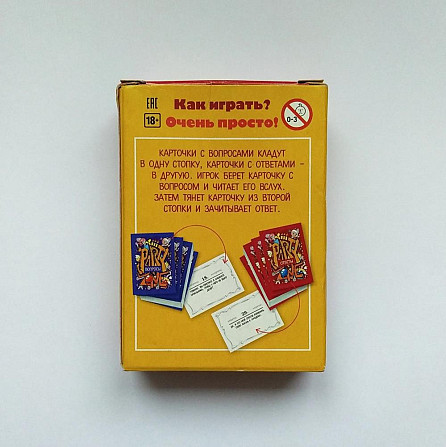 EAC
Как играть?
18+
Очень просто!
0-3
КАРТОЧКИ С ВОПРОСАМИ КЛАДУТ
В ОДНУ СТОПКУ, КАРТОЧКИ С ОТВЕТАМИ –
В ДРУГУЮ. ИГРОК БЕРЕТ КАРТОЧКУ С
ВОПРОСОМ И ЧИТАЕТ ЕГО ВСЛУХ.
ЗАТЕМ ТЯНЕТ КАРТОЧКУ ИЗ ВТОРОЙ
СТОПКИ И ЗАЧИТЫВАЕТ ОТВЕТ.